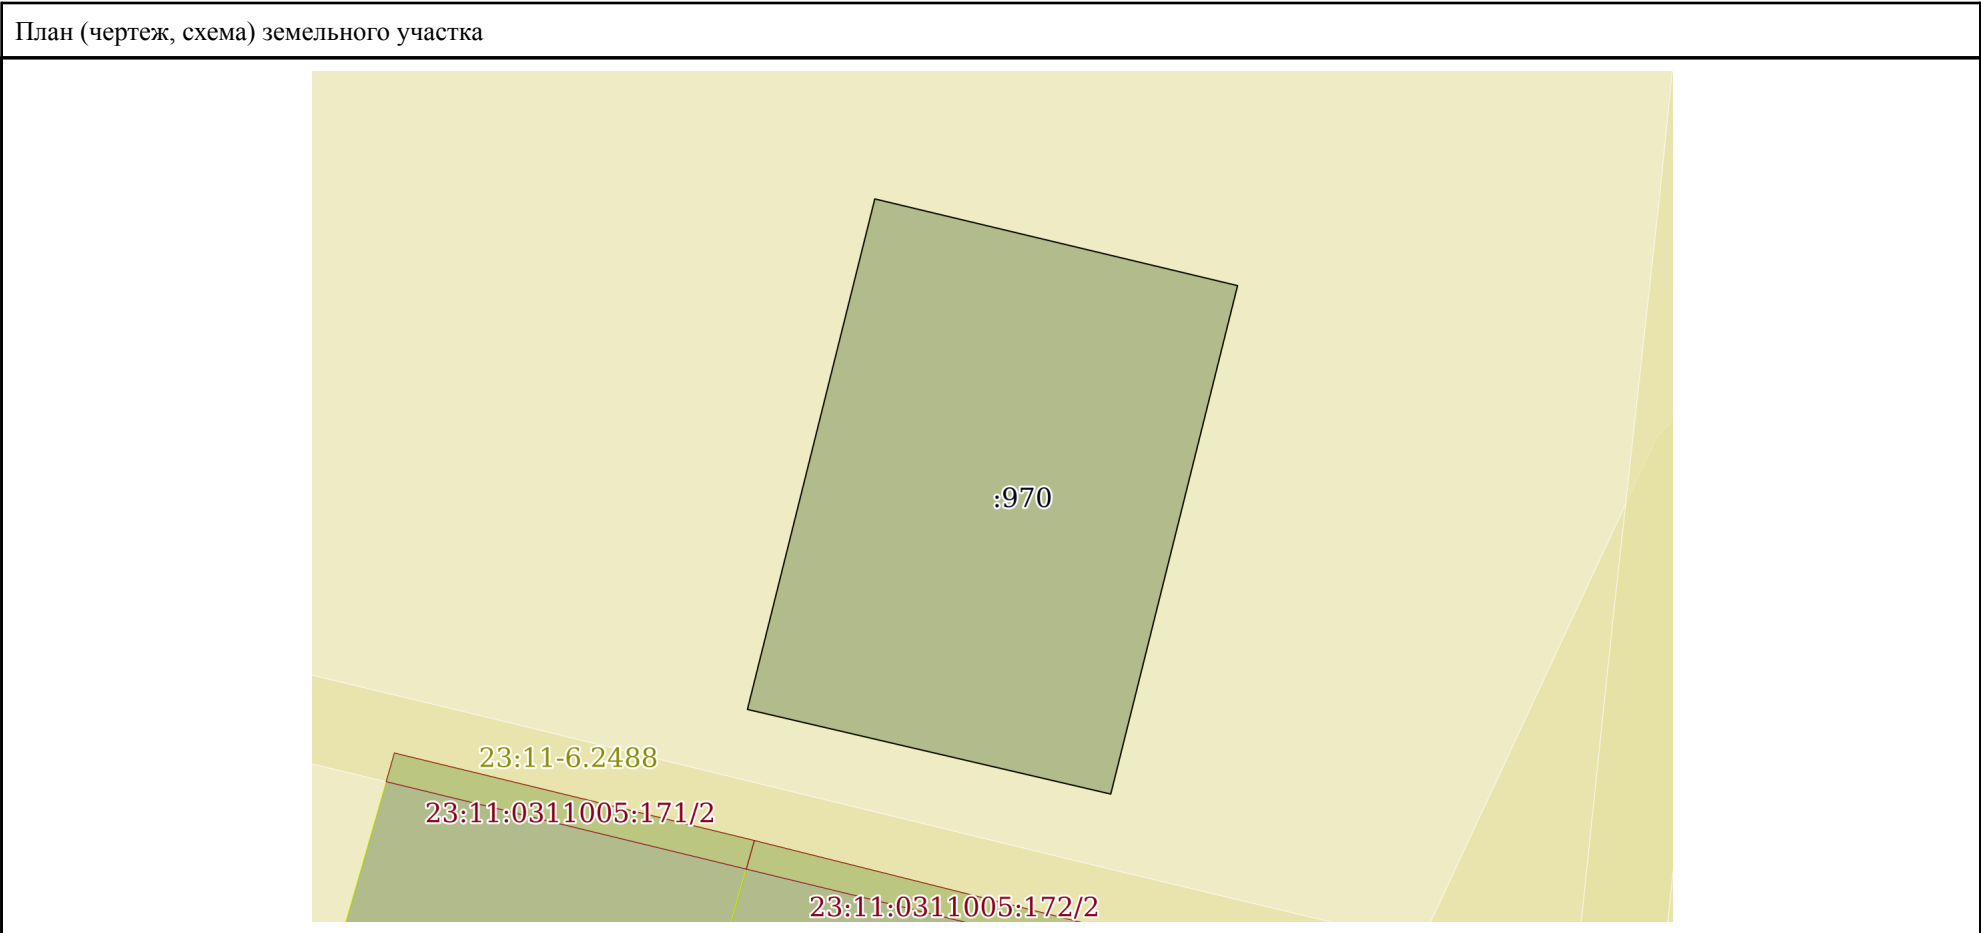 План (чертеж, схема) земельного участка
:970
23:11-6.2488
23:11:0311005:171/2
23:11:0311005:172/2